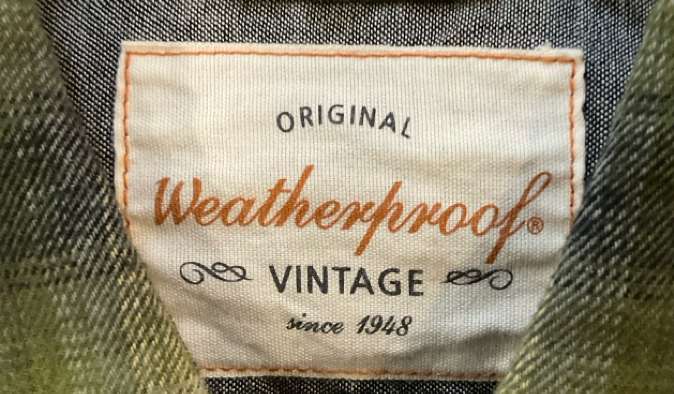 ORIGINAL
Weatherproof®
VINTAGE
since 1948